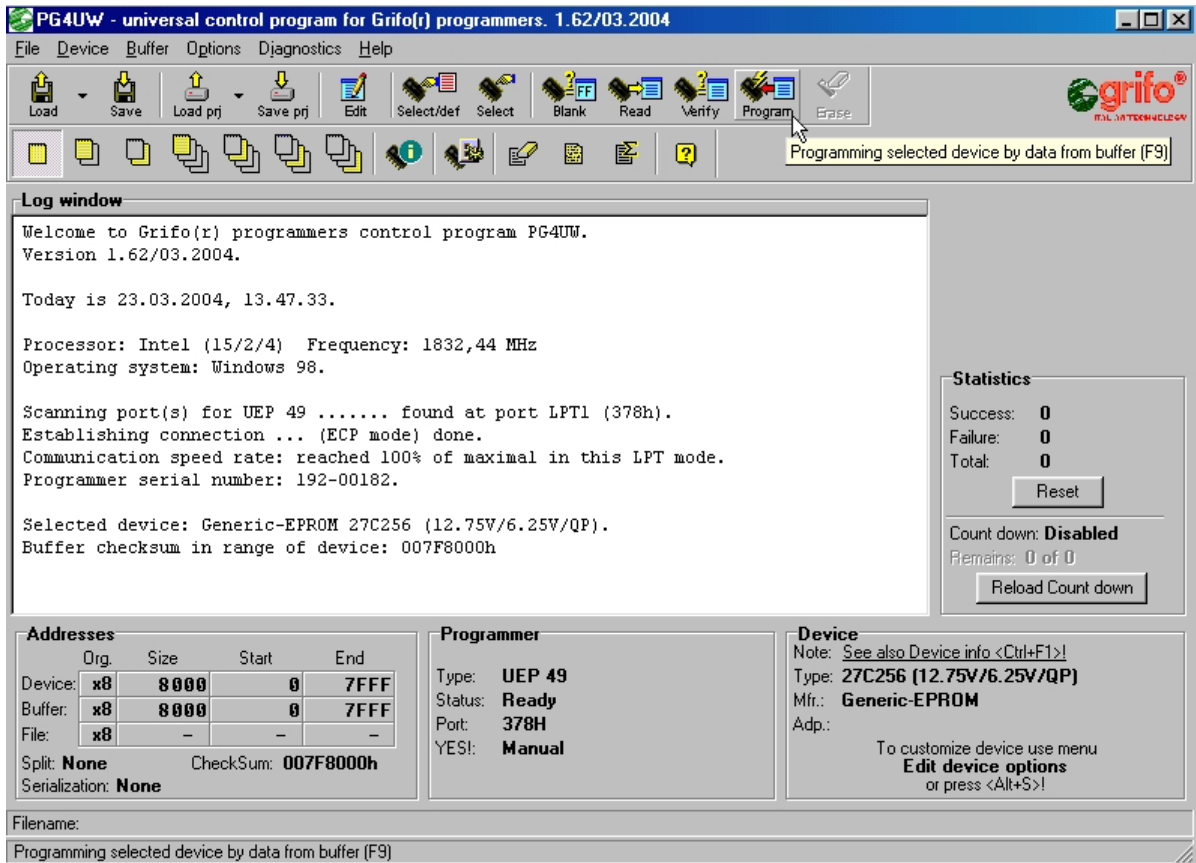 PG4UW - universal control program for Grifo(r) programmers. 1.62/03.2004
File Device Buffer Options Diagnostics Help
Load Save Load prj Save prj Edit Select/def Select Blank Read Verify Program Erase
grifo®
ITALIAN TECHNOLOGY
Programming selected device by data from buffer (F9)
Log window
Welcome to Grifo(r) programmers control program PG4UW.
Version 1.62/03.2004.
Today is 23.03.2004, 13.47.33.
Processor: Intel (15/2/4) Frequency: 1832,44 MHz
Operating system: Windows 98.
Scanning port(s) for UEP 49 ....... found at port LPT1 (378h).
Establishing connection ... (ECP mode) done.
Communication speed rate: reached 100% of maximal in this LPT mode.
Programmer serial number: 192-00182.
Selected device: Generic-EPROM 27C256 (12.75V/6.25V/QP).
Buffer checksum in range of device: 007F8000h
Statistics
Success: 0
Failure: 0
Total: 0
Reset
Count down: Disabled
Remains: 0 of 0
Reload Count down
Addresses
Org. Size Start End
Device: x8 8000 0 7FFF
Buffer: x8 8000 0 7FFF
File: x8 – – –
Split: None CheckSum: 007F8000h
Serialization: None
Programmer
Type: UEP 49
Status: Ready
Port: 378H
YES!: Manual
Device
Note: See also Device info <Ctrl+F1>!
Type: 27C256 (12.75V/6.25V/QP)
Mfr.: Generic-EPROM
Adp.:
To customize device use menu
Edit device options
or press <Alt+S>!
Filename:
Programming selected device by data from buffer (F9)